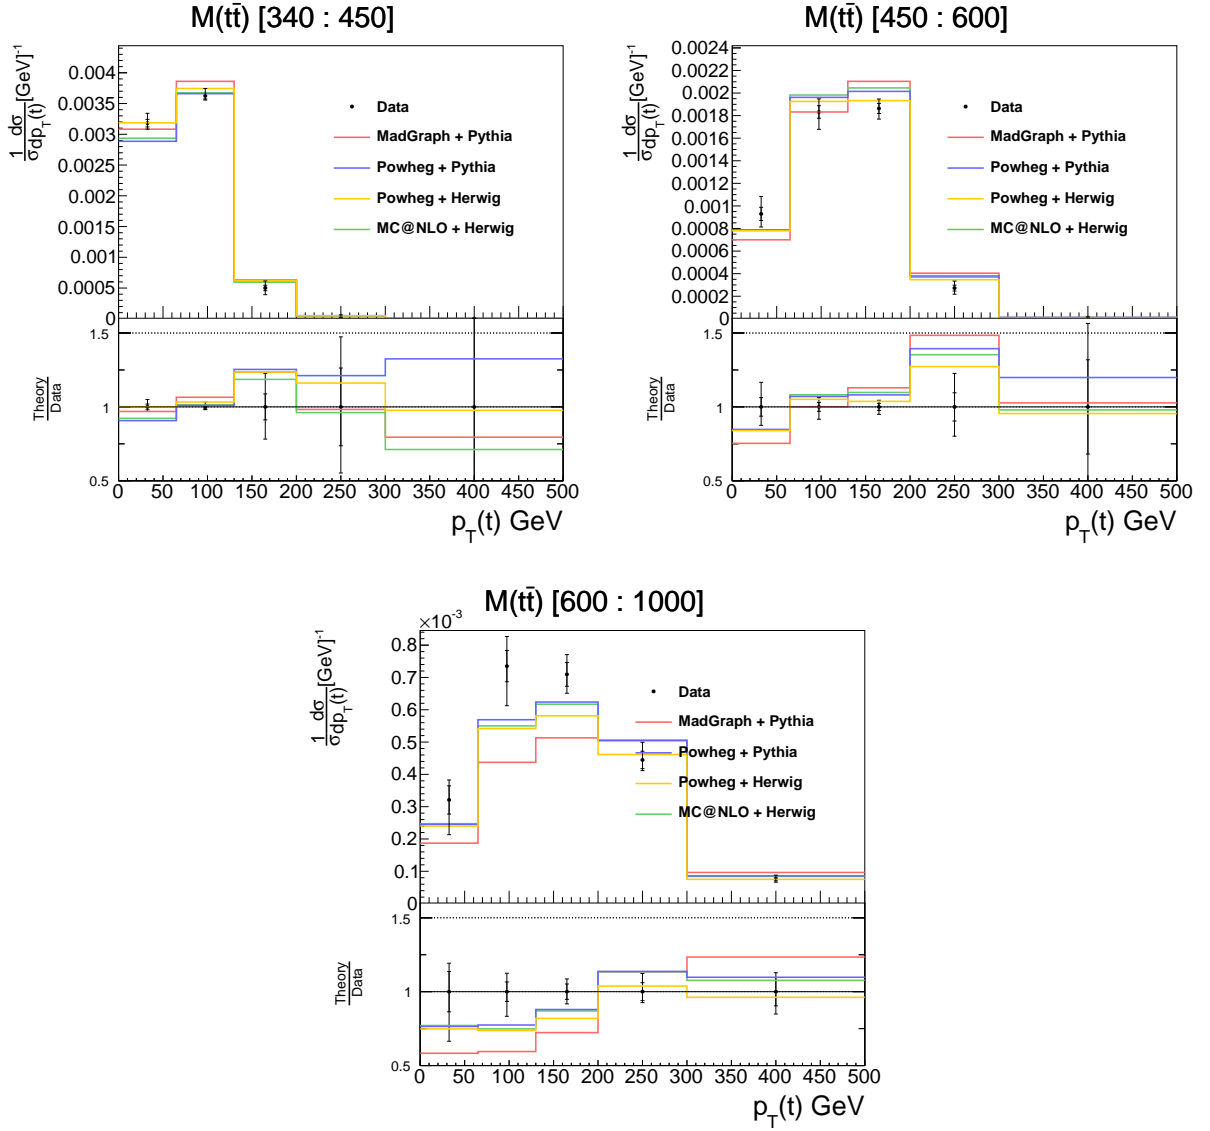 M(tt̄) [340 : 450]
1/σ dσ/dp_T(t) [GeV]^-1
0.004
0.0035
0.003
0.0025
0.002
0.0015
0.001
0.0005
0
Data
MadGraph + Pythia
Powheg + Pythia
Powheg + Herwig
MC@NLO + Herwig
Theory
Data
1.5
1
0.5
0 50 100 150 200 250 300 350 400 450 500
p_T(t) GeV
M(tt̄) [450 : 600]
1/σ dσ/dp_T(t) [GeV]^-1
0.0024
0.0022
0.002
0.0018
0.0016
0.0014
0.0012
0.001
0.0008
0.0006
0.0004
0.0002
0
Data
MadGraph + Pythia
Powheg + Pythia
Powheg + Herwig
MC@NLO + Herwig
Theory
Data
1.5
1
0.5
0 50 100 150 200 250 300 350 400 450 500
p_T(t) GeV
M(tt̄) [600 : 1000]
×10^-3
1/σ dσ/dp_T(t) [GeV]^-1
0.8
0.7
0.6
0.5
0.4
0.3
0.2
0.1
0
Data
MadGraph + Pythia
Powheg + Pythia
Powheg + Herwig
MC@NLO + Herwig
Theory
Data
1.5
1
0.5
0 50 100 150 200 250 300 350 400 450 500
p_T(t) GeV